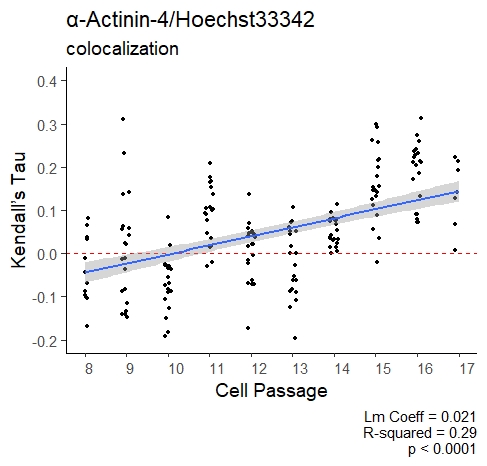 α-Actinin-4/Hoechst33342
colocalization
Kendall's Tau
0.4
0.3
0.2
0.1
0.0
-0.1
-0.2
8 9 10 11 12 13 14 15 16 17
Cell Passage
Lm Coeff = 0.021
R-squared = 0.29
p < 0.0001